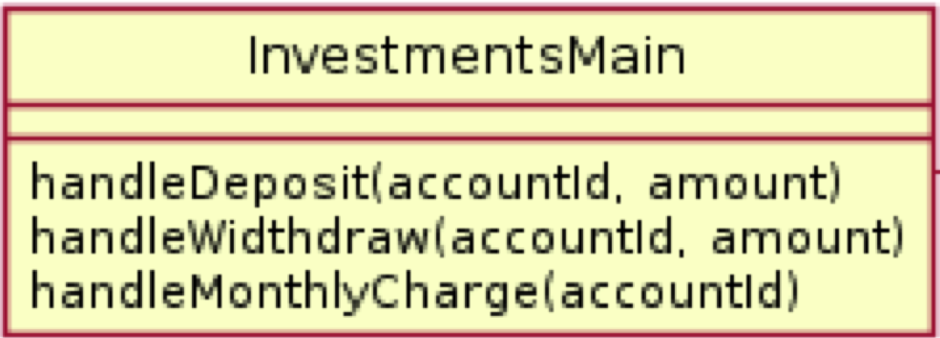 InvestmentsMain
handleDeposit(accountId, amount)
handleWidthdraw(accountId, amount)
handleMonthlyCharge(accountId)